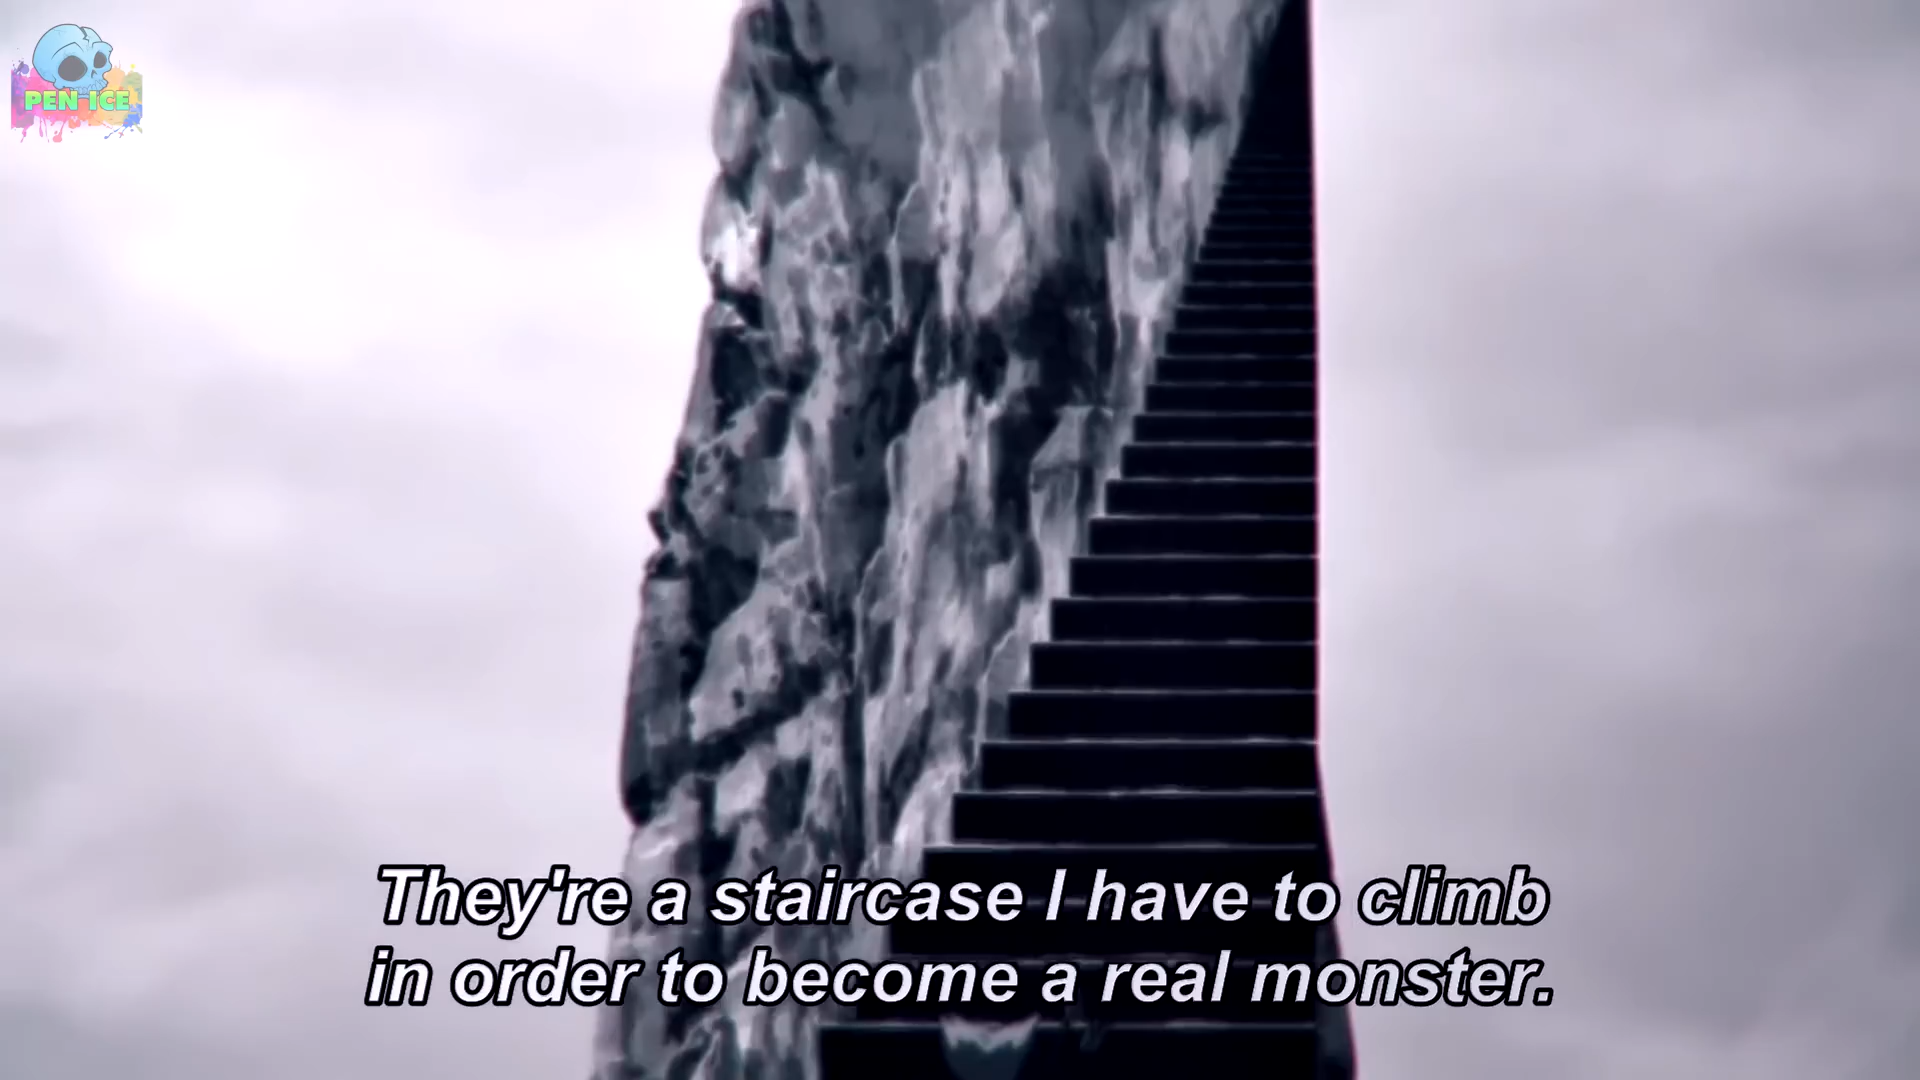 PEN ICE
They're a staircase I have to climb
in order to become a real monster.